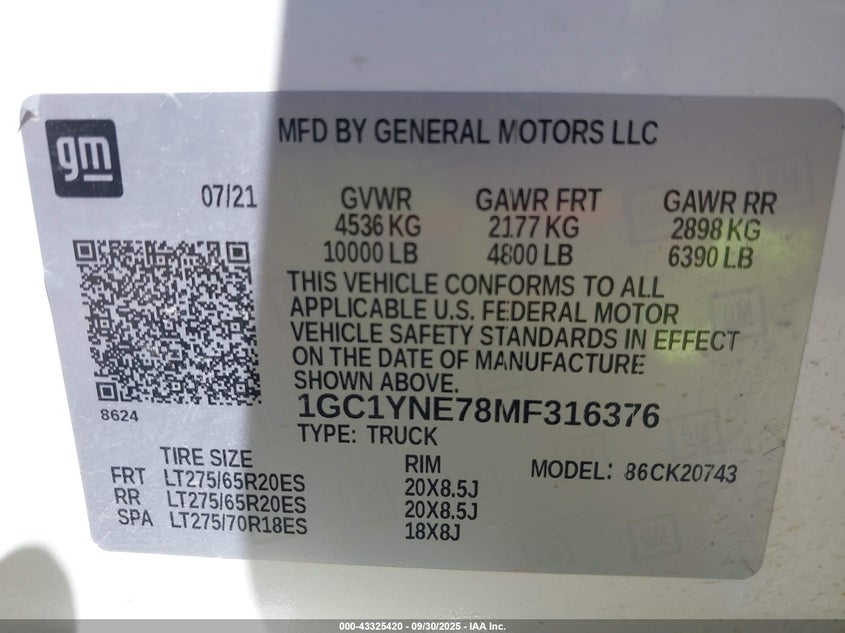 gm
MFD BY GENERAL MOTORS LLC
07/21
GVWR GAWR FRT GAWR RR
4536 KG 2177 KG 2898 KG
10000 LB 4800 LB 6390 LB
THIS VEHICLE CONFORMS TO ALL
APPLICABLE U.S. FEDERAL MOTOR
VEHICLE SAFETY STANDARDS IN EFFECT
ON THE DATE OF MANUFACTURE
SHOWN ABOVE.
8624
1GC1YNE78MF316376
TYPE: TRUCK
TIRE SIZE RIM MODEL: 86CK20743
FRT LT275/65R20ES 20X8.5J
RR LT275/65R20ES 20X8.5J
SPA LT275/70R18ES 18X8J
000-43325420 - 09/30/2025 - IAA Inc.